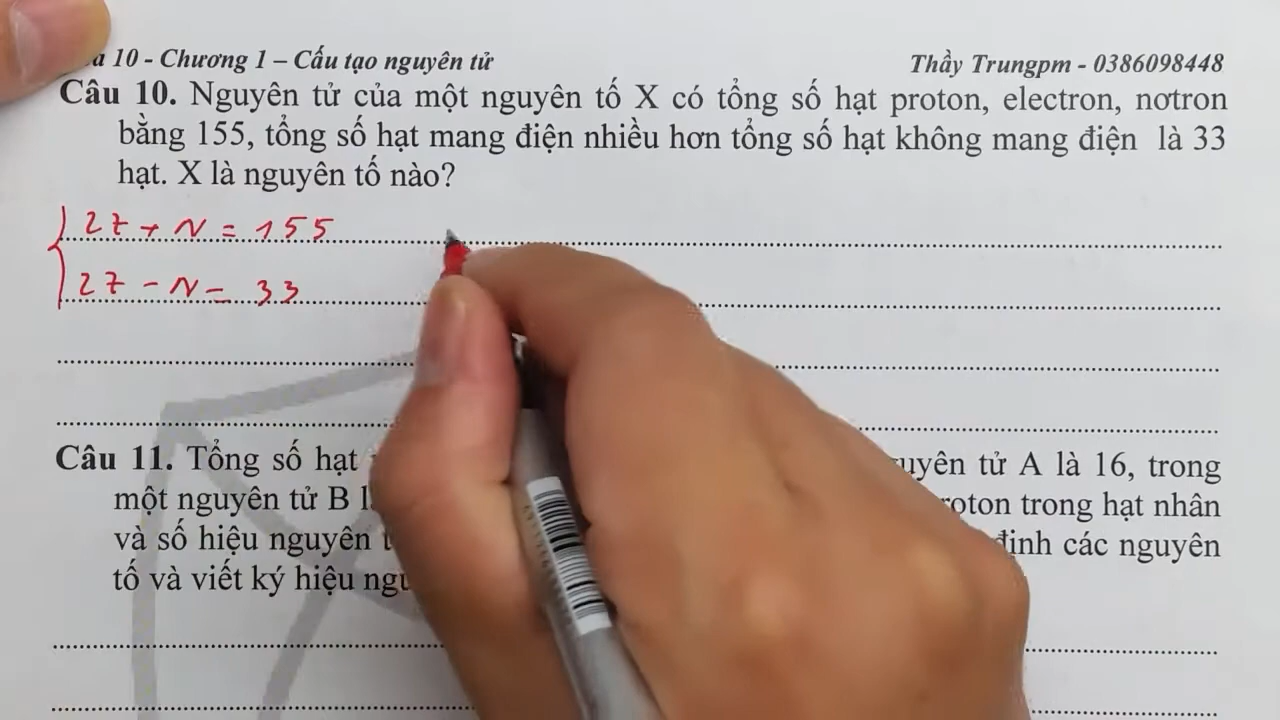 10 - Chương 1 – Cấu tạo nguyên tử
Thầy Trungpm - 0386098448
Câu 10. Nguyên tử của một nguyên tố X có tổng số hạt proton, electron, nơtron
bằng 155, tổng số hạt mang điện nhiều hơn tổng số hạt không mang điện là 33
hạt. X là nguyên tố nào?
2Z + N = 155
2Z - N = 33
Câu 11. Tổng số hạt uyên tử A là 16, trong
một nguyên tử B roton trong hạt nhân
và số hiệu nguyên định các nguyên
tố và viết ký hiệu